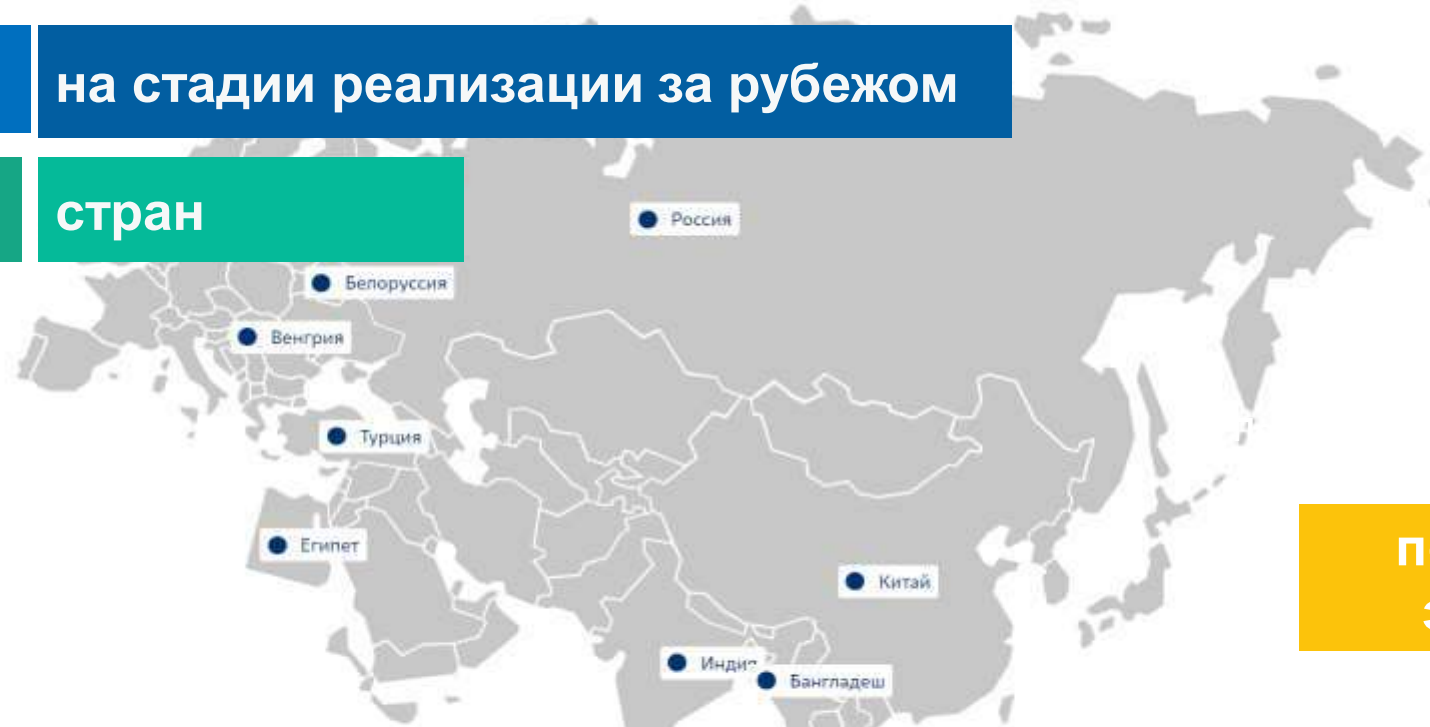 на стадии реализации за рубежом
стран
Россия
Белоруссия
Венгрия
Турция
Египет
Китай
Бангладеш